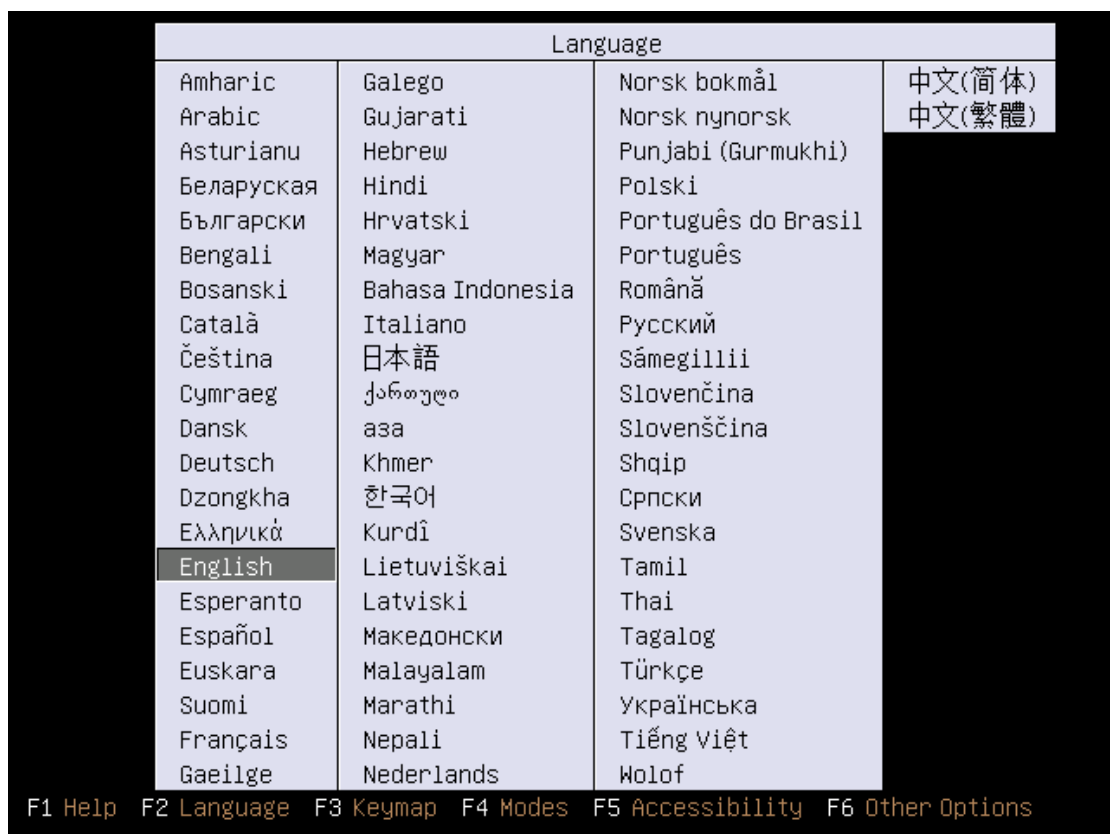 Language
Amharic
Arabic
Asturianu
Беларуская
Български
Bengali
Bosanski
Català
Čeština
Cymraeg
Dansk
Deutsch
Dzongkha
Ελληνικά
English
Esperanto
Español
Euskara
Suomi
Français
Gaeilge
Galego
Gujarati
Hebrew
Hindi
Hrvatski
Magyar
Bahasa Indonesia
Italiano
日本語
ქართული
аза
Khmer
한국어
Kurdî
Lietuviškai
Latviski
Македонски
Malayalam
Marathi
Nepali
Nederlands
Norsk bokmål
Norsk nynorsk
Punjabi (Gurmukhi)
Polski
Português do Brasil
Português
Română
Русский
Sámegillii
Slovenčina
Slovenščina
Shqip
Српски
Svenska
Tamil
Thai
Tagalog
Türkçe
Українська
Tiếng Việt
Wolof
中文(简体)
中文(繁體)
F1 Help F2 Language F3 Keymap F4 Modes F5 Accessibility F6 Other Options